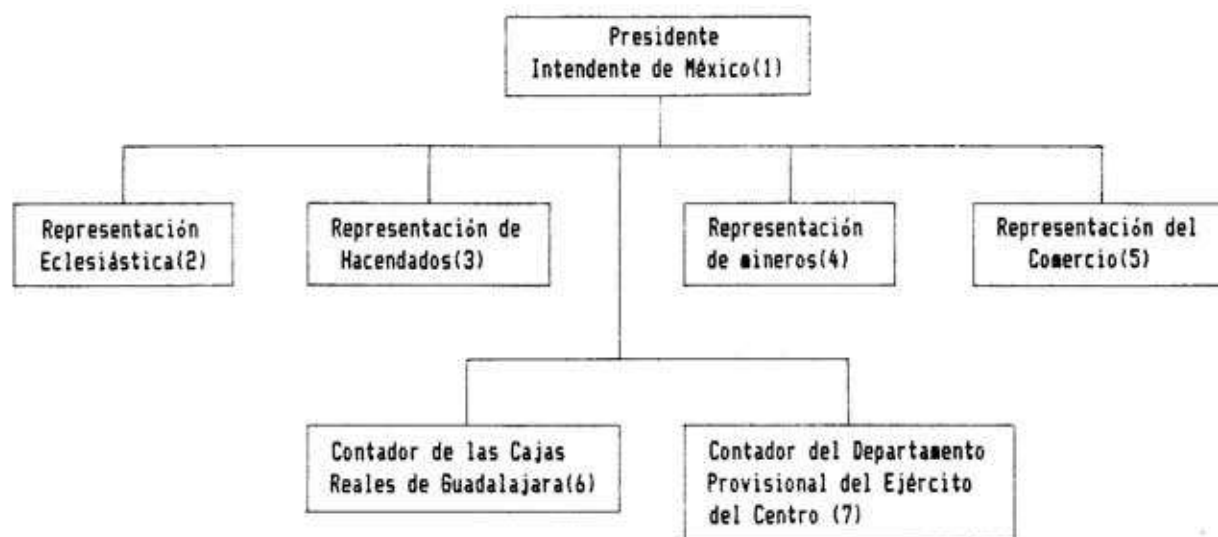 Presidente
Intendente de México(1)
Representación
Eclesiástica(2)
Representación de
Hacendados(3)
Representación
de mineros(4)
Representación del
Comercio(5)
Contador de las Cajas
Reales de Guadalajara(6)
Contador del Departamento
Provisional del Ejército
del Centro (7)